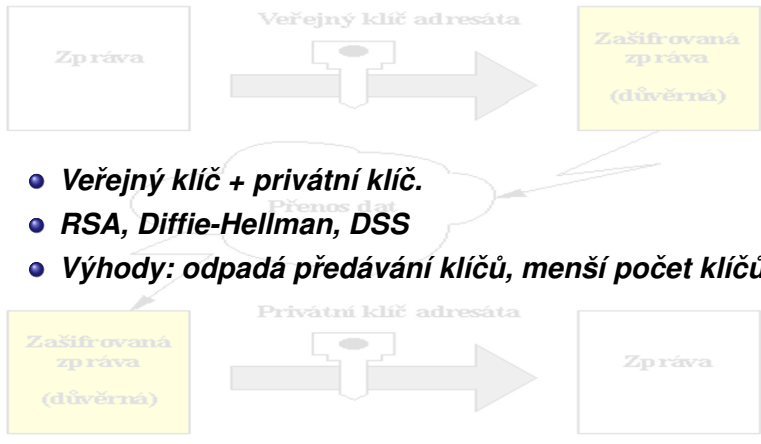 Veřejný klíč adresáta
Zpráva
Zašifrovaná
zpráva
(důvěrná)
Veřejný klíč + privátní klíč.
Přenos dat
RSA, Diffie-Hellman, DSS
Výhody: odpadá předávání klíčů, menší počet klíčů
Privátní klíč adresáta
Zašifrovaná
zpráva
(důvěrná)
Zpráva